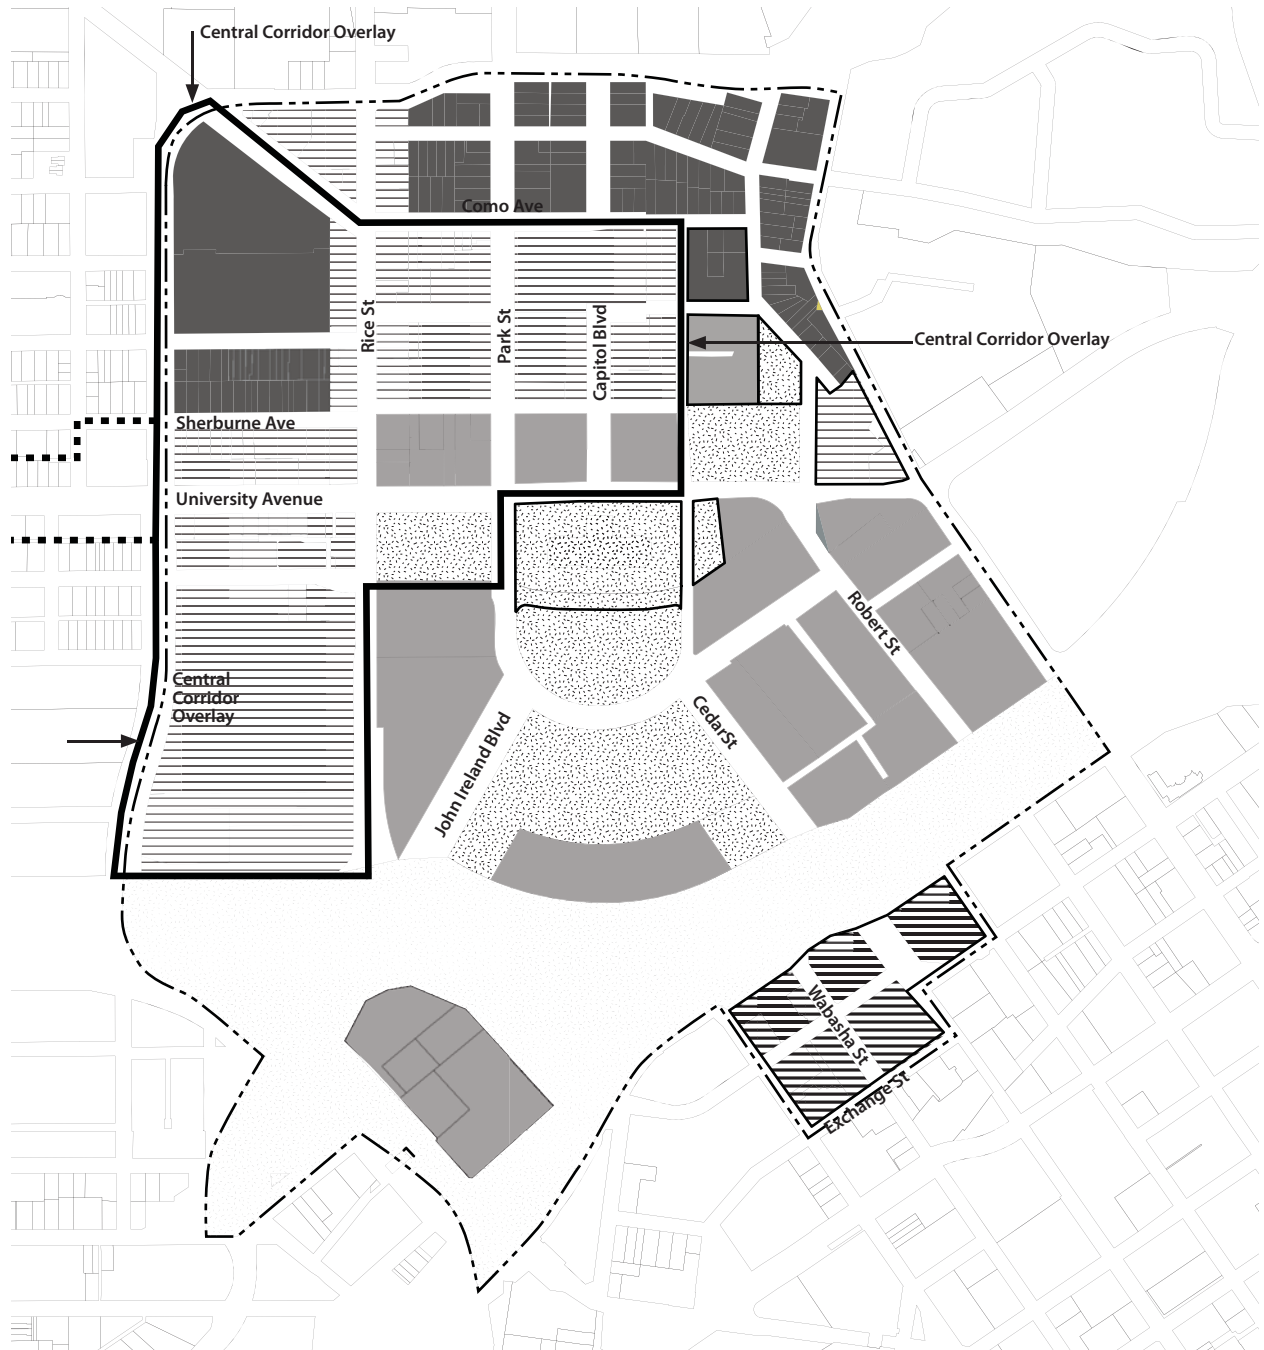 Central Corridor Overlay
Como Ave
Rice St
Park St
Capitol Blvd
Central Corridor Overlay
Sherburne Ave
University Avenue
Robert St
Central
Corridor
Overlay
CedarSt
John Ireland Blvd
Wabasha St
Exchange St